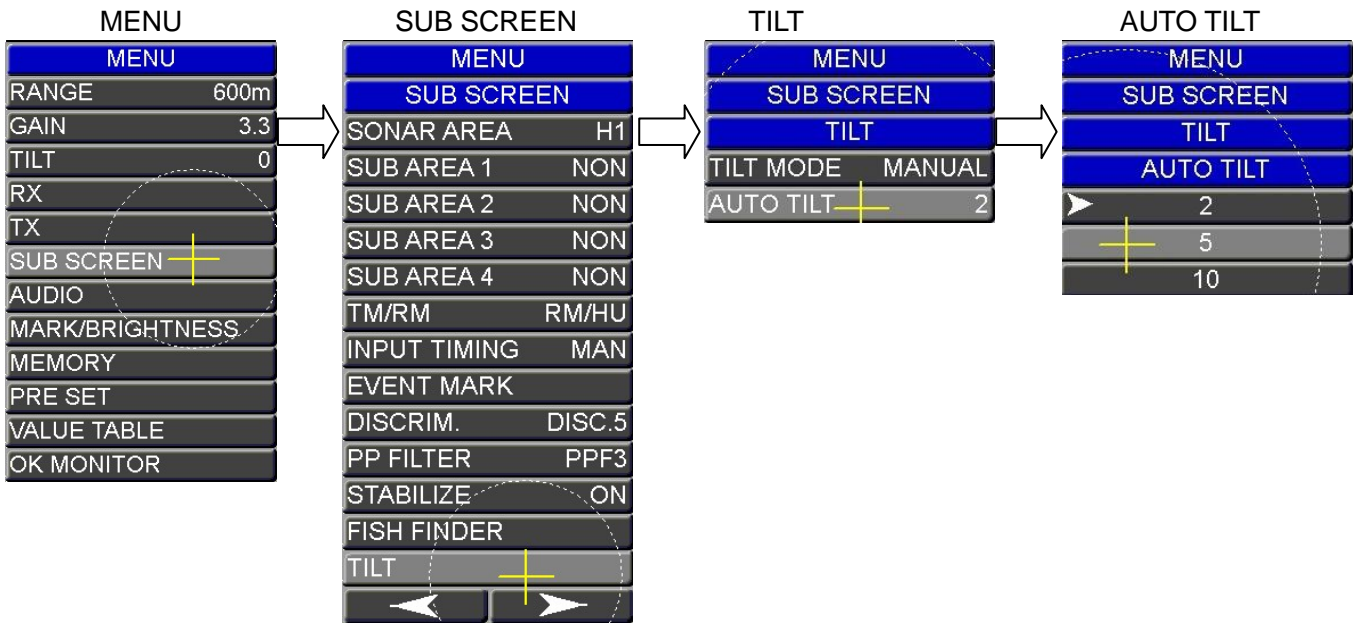 MENU
MENU
RANGE 600m
GAIN 3.3
TILT 0
RX
TX
SUB SCREEN
AUDIO
MARK/BRIGHTNESS
MEMORY
PRE SET
VALUE TABLE
OK MONITOR
SUB SCREEN
MENU
SUB SCREEN
SONAR AREA H1
SUB AREA 1 NON
SUB AREA 2 NON
SUB AREA 3 NON
SUB AREA 4 NON
TM/RM RM/HU
INPUT TIMING MAN
EVENT MARK
DISCRIM. DISC.5
PP FILTER PPF3
STABILIZE ON
FISH FINDER
TILT
TILT
MENU
SUB SCREEN
TILT
TILT MODE MANUAL
AUTO TILT 2
AUTO TILT
MENU
SUB SCREEN
TILT
AUTO TILT
2
5
10